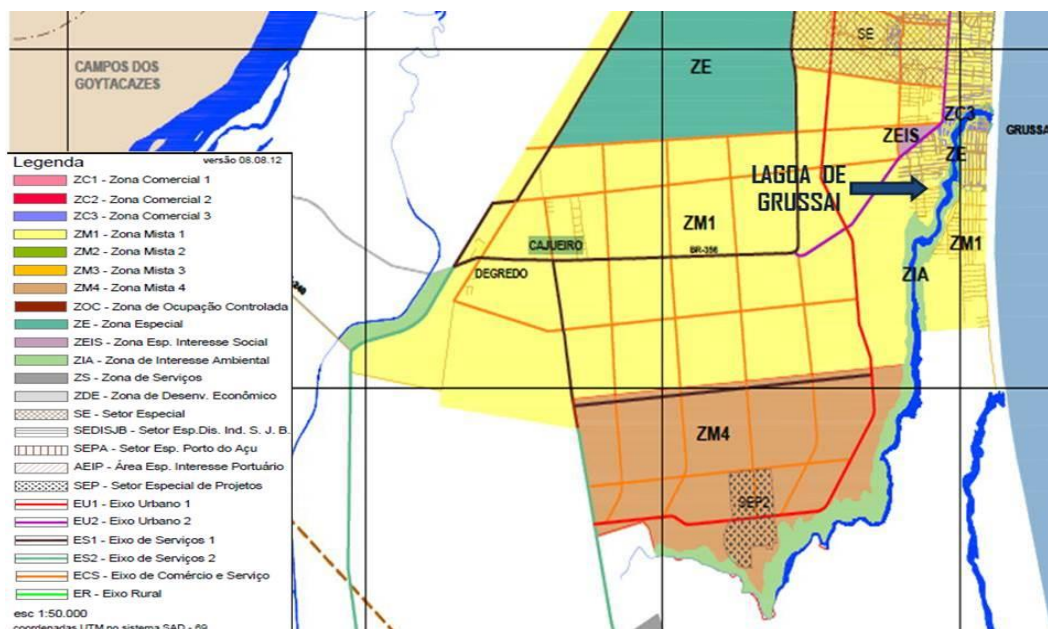 CAMPOS DOS
GOYTACAZES
SE
ZE
ZC3
ZEIS
GRUSSA
ZE
LAGOA DE
GRUSSAI
ZM1
CAJUEIRO
BR-356
ZM1
DEGREDO
ZIA
ZM4
SEP2
Legenda
versão 08.08.12
ZC1 - Zona Comercial 1
ZC2 - Zona Comercial 2
ZC3 - Zona Comercial 3
ZM1 - Zona Mista 1
ZM2 - Zona Mista 2
ZM3 - Zona Mista 3
ZM4 - Zona Mista 4
ZOC - Zona de Ocupação Controlada
ZE - Zona Especial
ZEIS - Zona Esp. Interesse Social
ZIA - Zona de Interesse Ambiental
ZS - Zona de Serviços
ZDE - Zona de Desenv. Econômico
SE - Setor Especial
SEDISJB - Setor Esp.Dis. Ind. S. J. B.
SEPA - Setor Esp. Porto do Açu
AEIP - Área Esp. Interesse Portuário
SEP - Setor Especial de Projetos
EU1 - Eixo Urbano 1
EU2 - Eixo Urbano 2
ES1 - Eixo de Serviços 1
ES2 - Eixo de Serviços 2
ECS - Eixo de Comércio e Serviço
ER - Eixo Rural
esc 1:50.000
coordenadas UTM no sistema SAD - 69